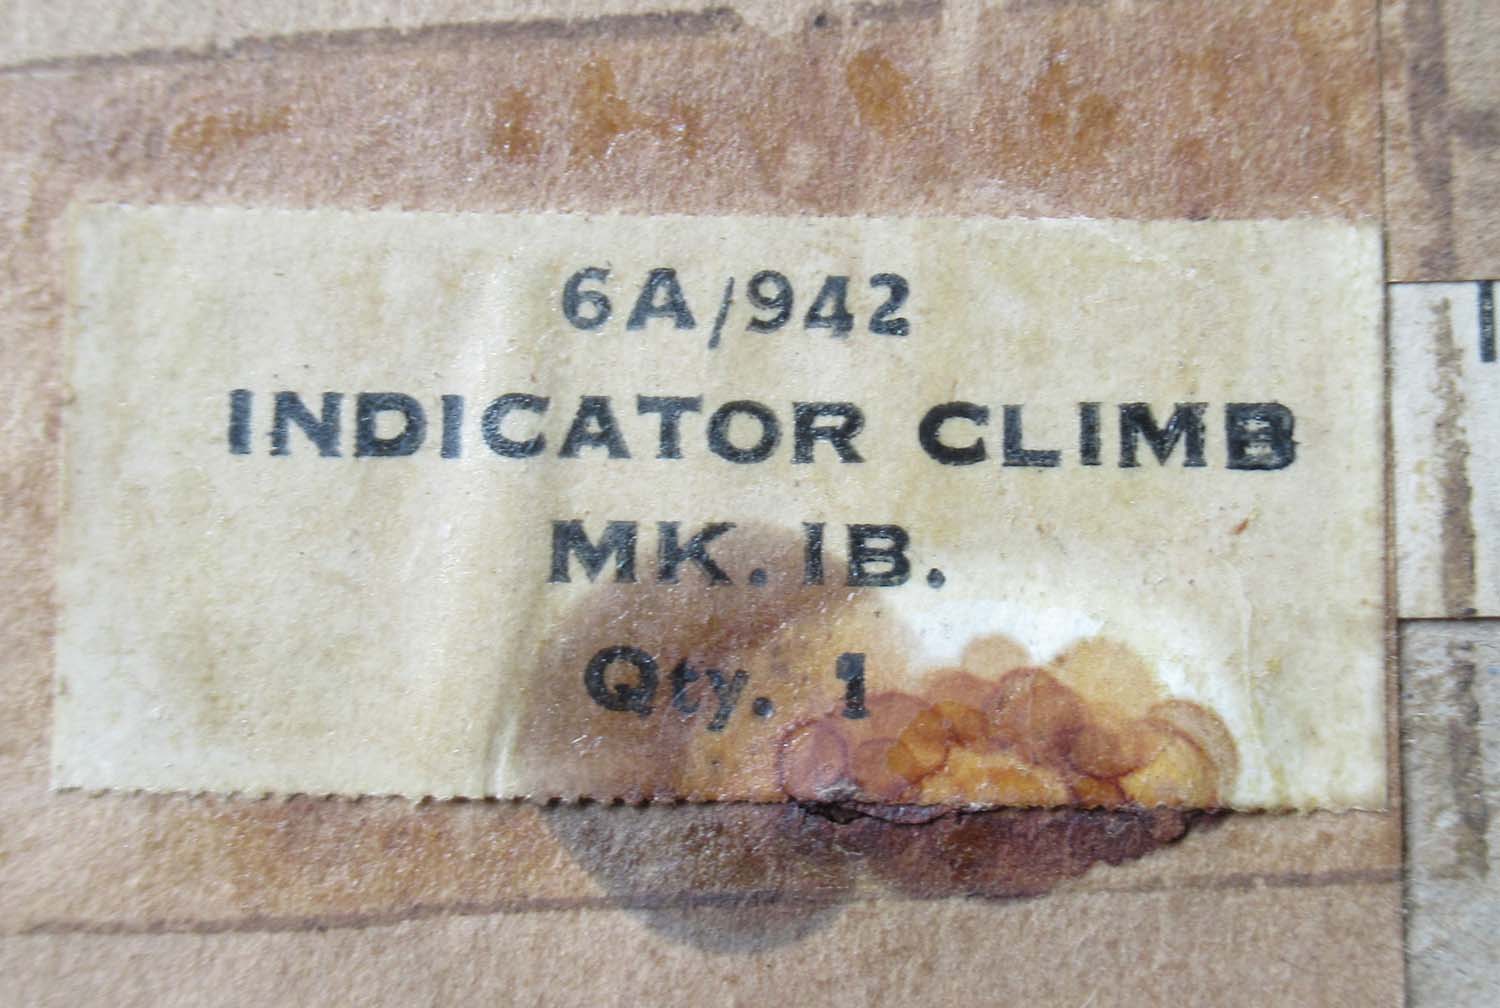 6A/942
INDICATOR CLIMB
MK. IB.
Qty. 1